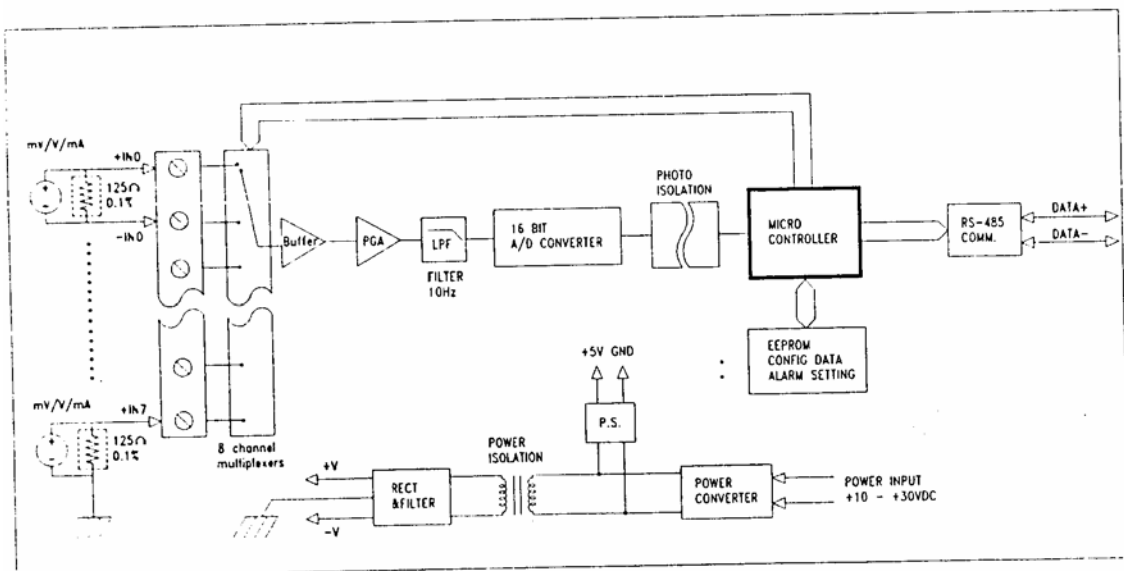 mV/V/mA
+IN0
125Ω
0.1%
-IN0
mV/V/mA
+IN7
125Ω
0.1%
8 channel
multiplexers
Buffer
PGA
LPF
FILTER
10Hz
16 BIT
A/D CONVERTER
PHOTO
ISOLATION
MICRO
CONTROLLER
RS-485
COMM.
DATA+
DATA-
EEPROM
CONFIG DATA
ALARM SETTING
+5V GND
P.S.
POWER
ISOLATION
+V
RECT
&FILTER
-V
POWER
CONVERTER
POWER INPUT
+10 - +30VDC